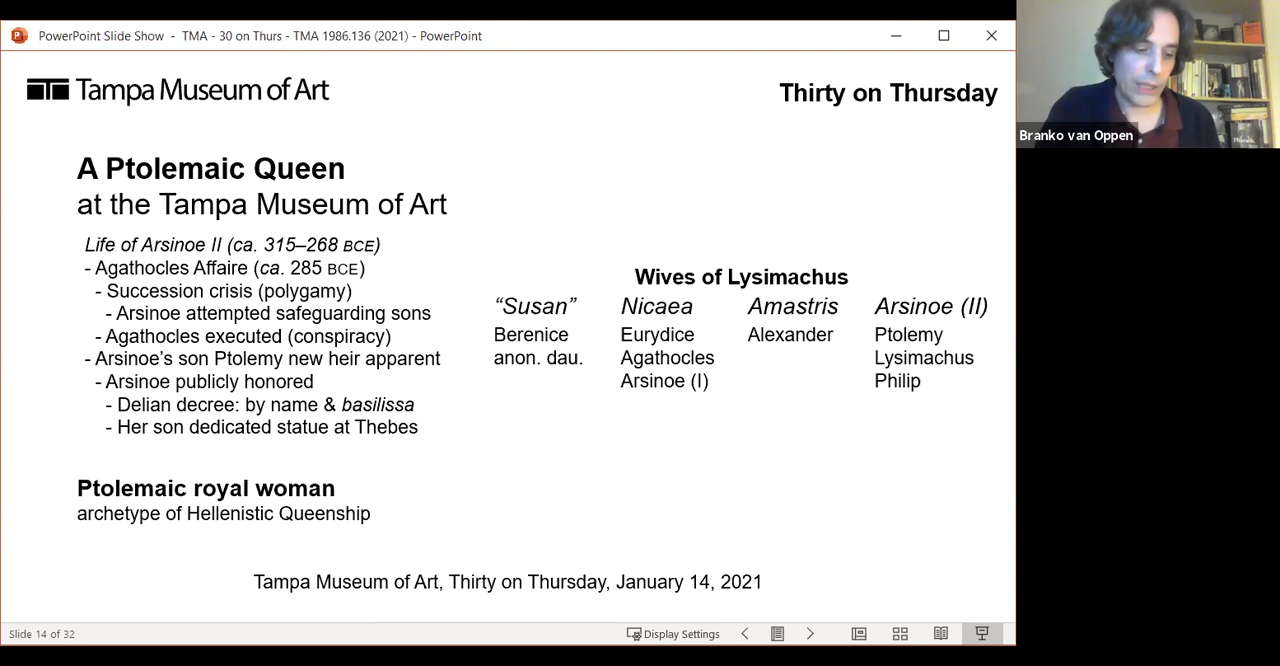 PowerPoint Slide Show - TMA - 30 on Thurs - TMA 1986.136 (2021) - PowerPoint
Tampa Museum of Art
Thirty on Thursday
A Ptolemaic Queen
at the Tampa Museum of Art
Life of Arsinoe II (ca. 315–268 BCE)
- Agathocles Affaire (ca. 285 BCE)
- Succession crisis (polygamy)
- Arsinoe attempted safeguarding sons
- Agathocles executed (conspiracy)
- Arsinoe’s son Ptolemy new heir apparent
- Arsinoe publicly honored
- Delian decree: by name & basilissa
- Her son dedicated statue at Thebes
Wives of Lysimachus
“Susan” Nicaea Amastris Arsinoe (II)
Berenice Eurydice Alexander Ptolemy
anon. dau. Agathocles Lysimachus
Arsinoe (I) Philip
Ptolemaic royal woman
archetype of Hellenistic Queenship
Tampa Museum of Art, Thirty on Thursday, January 14, 2021
Slide 14 of 32
Display Settings
Branko van Oppen